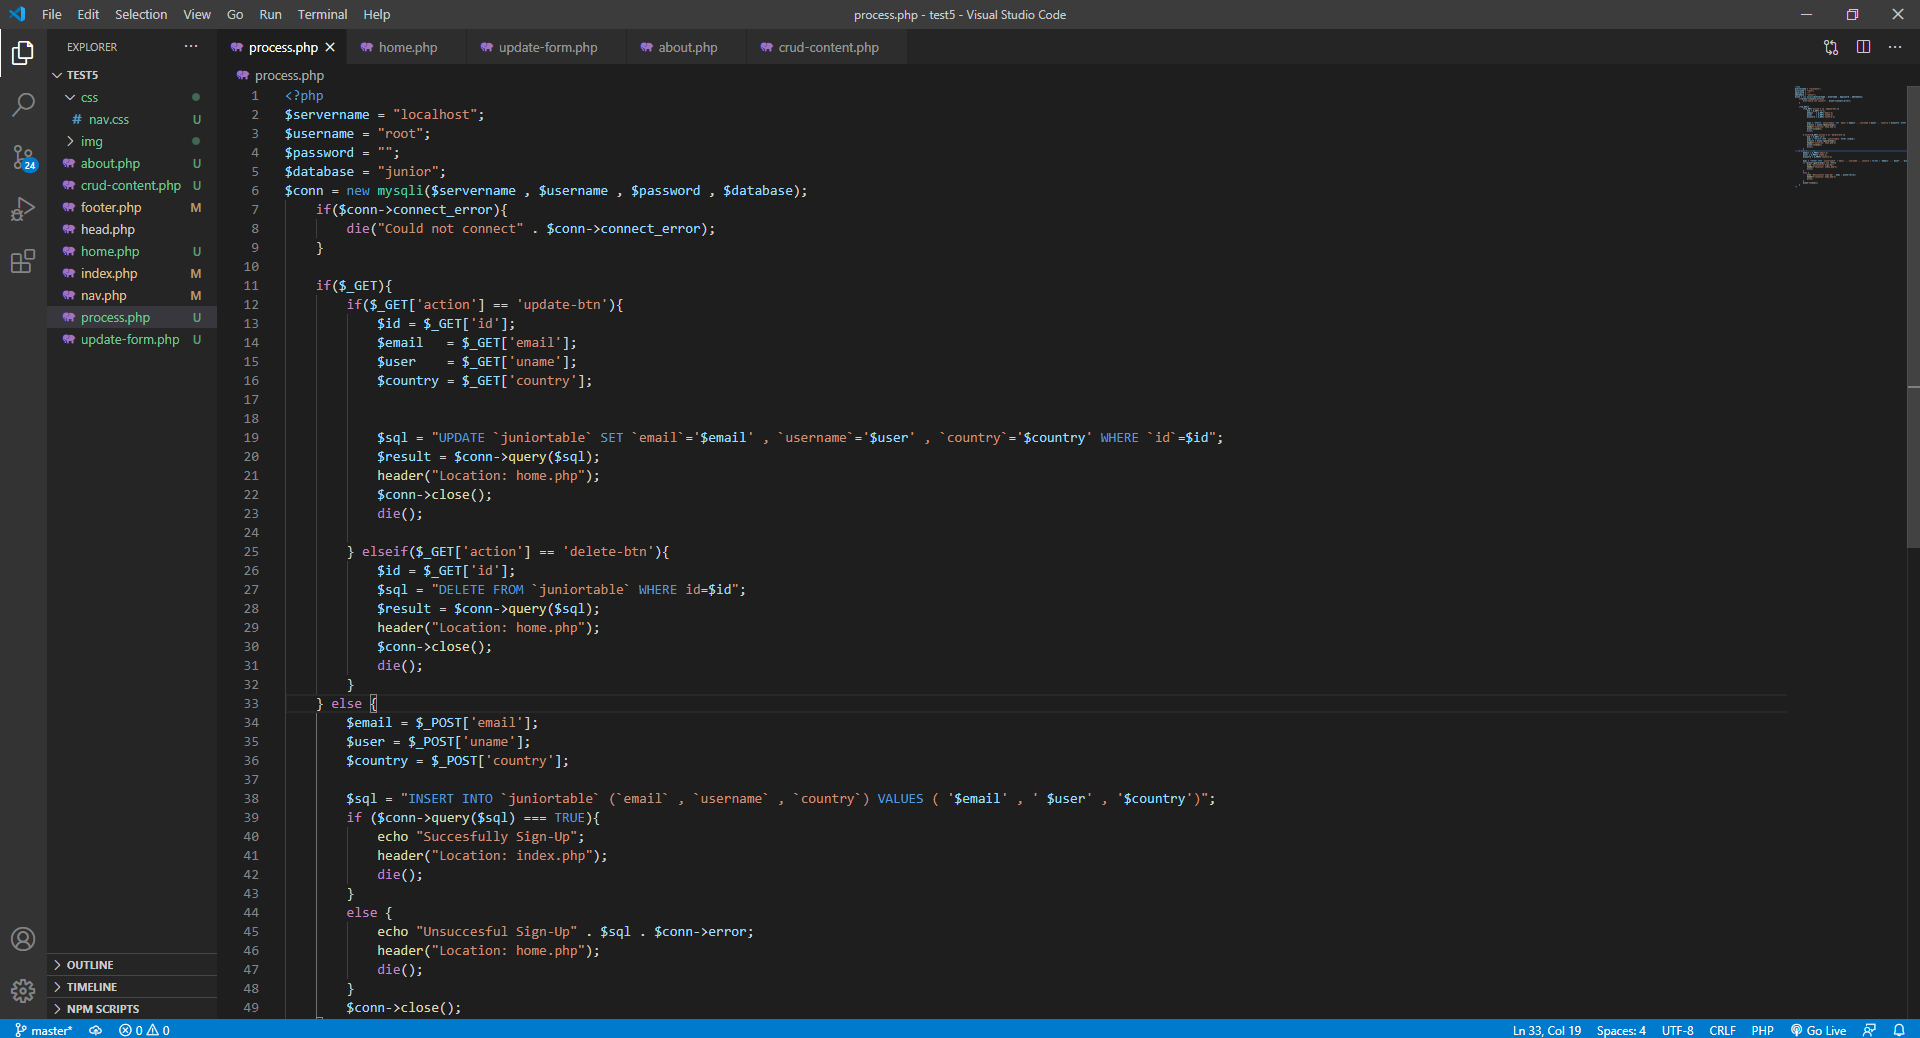 File Edit Selection View Go Run Terminal Help
process.php - test5 - Visual Studio Code
EXPLORER
TEST5
css
# nav.css U
img
about.php U
crud-content.php U
footer.php M
head.php
home.php U
index.php M
nav.php M
process.php U
update-form.php U
OUTLINE
TIMELINE
NPM SCRIPTS
24
process.php home.php update-form.php about.php crud-content.php
process.php
1 <?php
2 $servername = "localhost";
3 $username = "root";
4 $password = "";
5 $database = "junior";
6 $conn = new mysqli($servername , $username , $password , $database);
7     if($conn->connect_error){
8         die("Could not connect" . $conn->connect_error);
9     }
10
11     if($_GET){
12         if($_GET['action'] == 'update-btn'){
13             $id = $_GET['id'];
14             $email   = $_GET['email'];
15             $user    = $_GET['uname'];
16             $country = $_GET['country'];
17
18
19             $sql = "UPDATE `juniortable` SET `email`='$email' , `username`='$user' , `country`='$country' WHERE `id`=$id";
20             $result = $conn->query($sql);
21             header("Location: home.php");
22             $conn->close();
23             die();
24
25         } elseif($_GET['action'] == 'delete-btn'){
26             $id = $_GET['id'];
27             $sql = "DELETE FROM `juniortable` WHERE id=$id";
28             $result = $conn->query($sql);
29             header("Location: home.php");
30             $conn->close();
31             die();
32         }
33     } else {
34         $email = $_POST['email'];
35         $user = $_POST['uname'];
36         $country = $_POST['country'];
37
38         $sql = "INSERT INTO `juniortable` (`email` , `username` , `country`) VALUES ( '$email' , ' $user' , '$country')";
39         if ($conn->query($sql) === TRUE){
40             echo "Succesfully Sign-Up";
41             header("Location: index.php");
42             die();
43         }
44         else {
45             echo "Unsuccesful Sign-Up" . $sql . $conn->error;
46             header("Location: home.php");
47             die();
48         }
49         $conn->close();
master* 0 0
Ln 33, Col 19 Spaces: 4 UTF-8 CRLF PHP Go Live